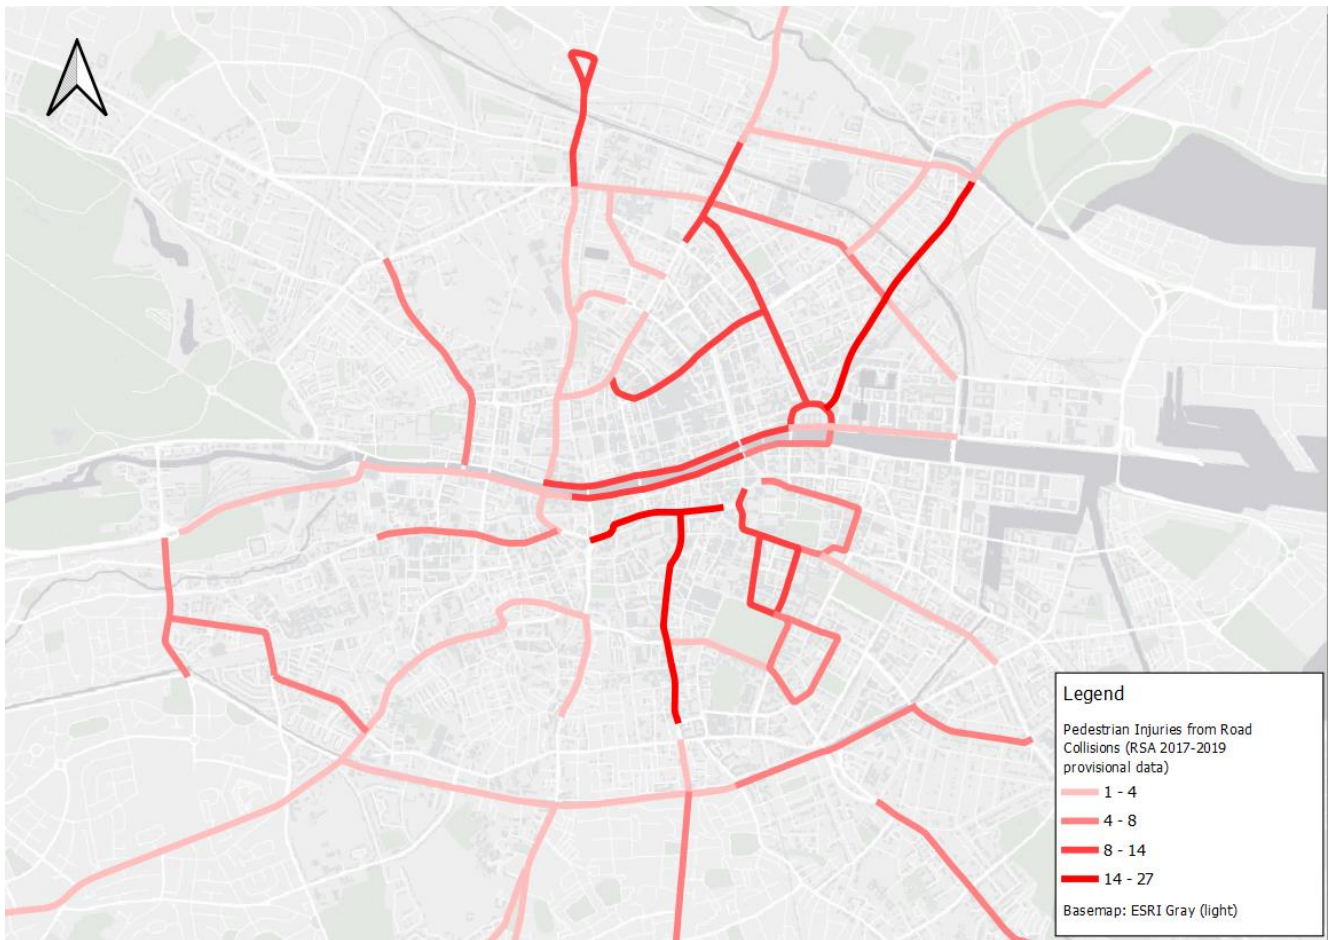 Legend
Pedestrian Injuries from Road
Collisions (RSA 2017-2019
provisional data)
1 - 4
4 - 8
8 - 14
14 - 27
Basemap: ESRI Gray (light)